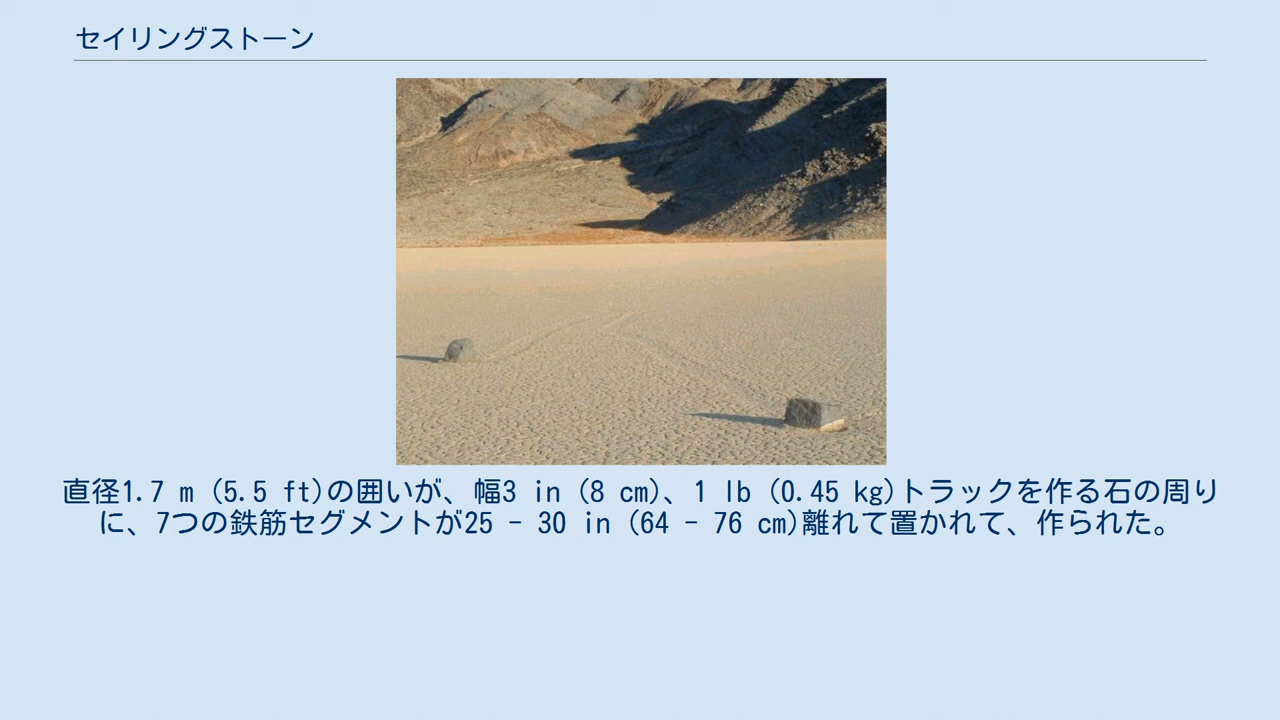 セイリングストーン
直径1.7 m (5.5 ft)の囲いが、幅3 in (8 cm)、1 lb (0.45 kg)トラックを作る石の周り
に、7つの鉄筋セグメントが25 - 30 in (64 - 76 cm)離れて置かれて、作られた。